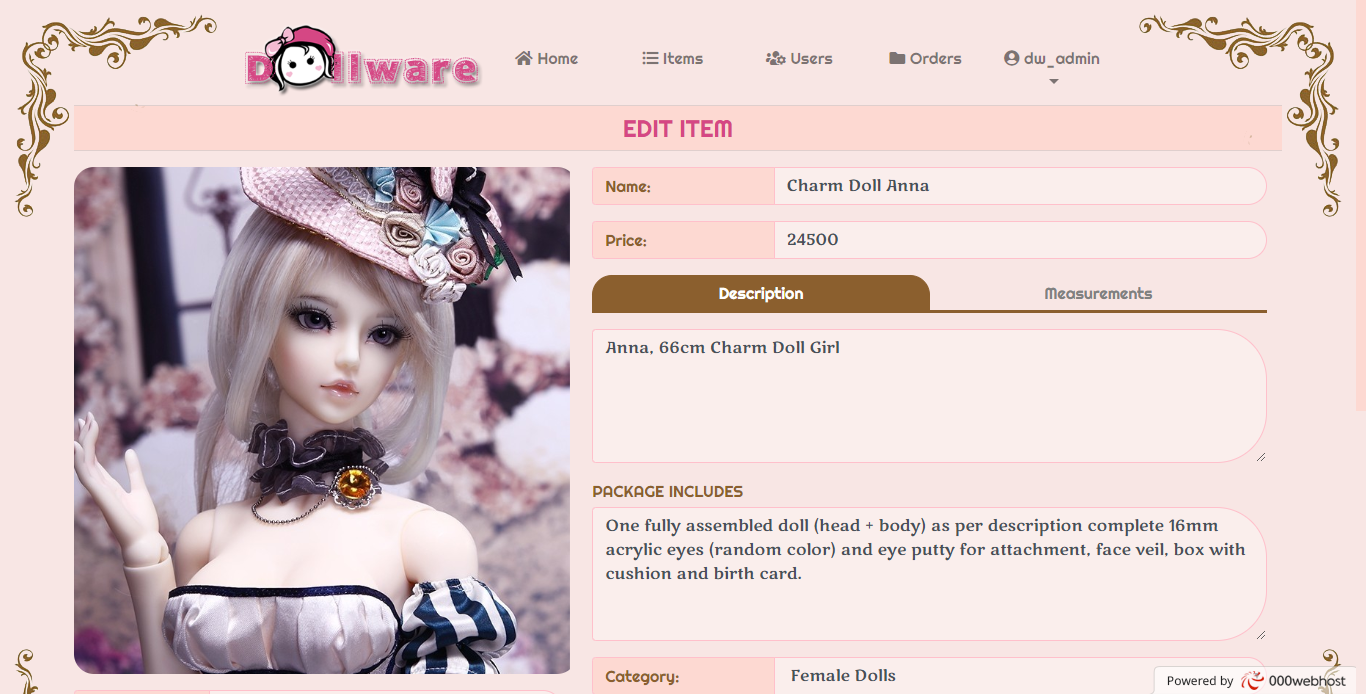 Dollware
Home
Items
Users
Orders
dw_admin
EDIT ITEM
Name:
Charm Doll Anna
Price:
24500
Description
Measurements
Anna, 66cm Charm Doll Girl
PACKAGE INCLUDES
One fully assembled doll (head + body) as per description complete 16mm
acrylic eyes (random color) and eye putty for attachment, face veil, box with
cushion and birth card.
Category:
Female Dolls
Powered by 000webhost